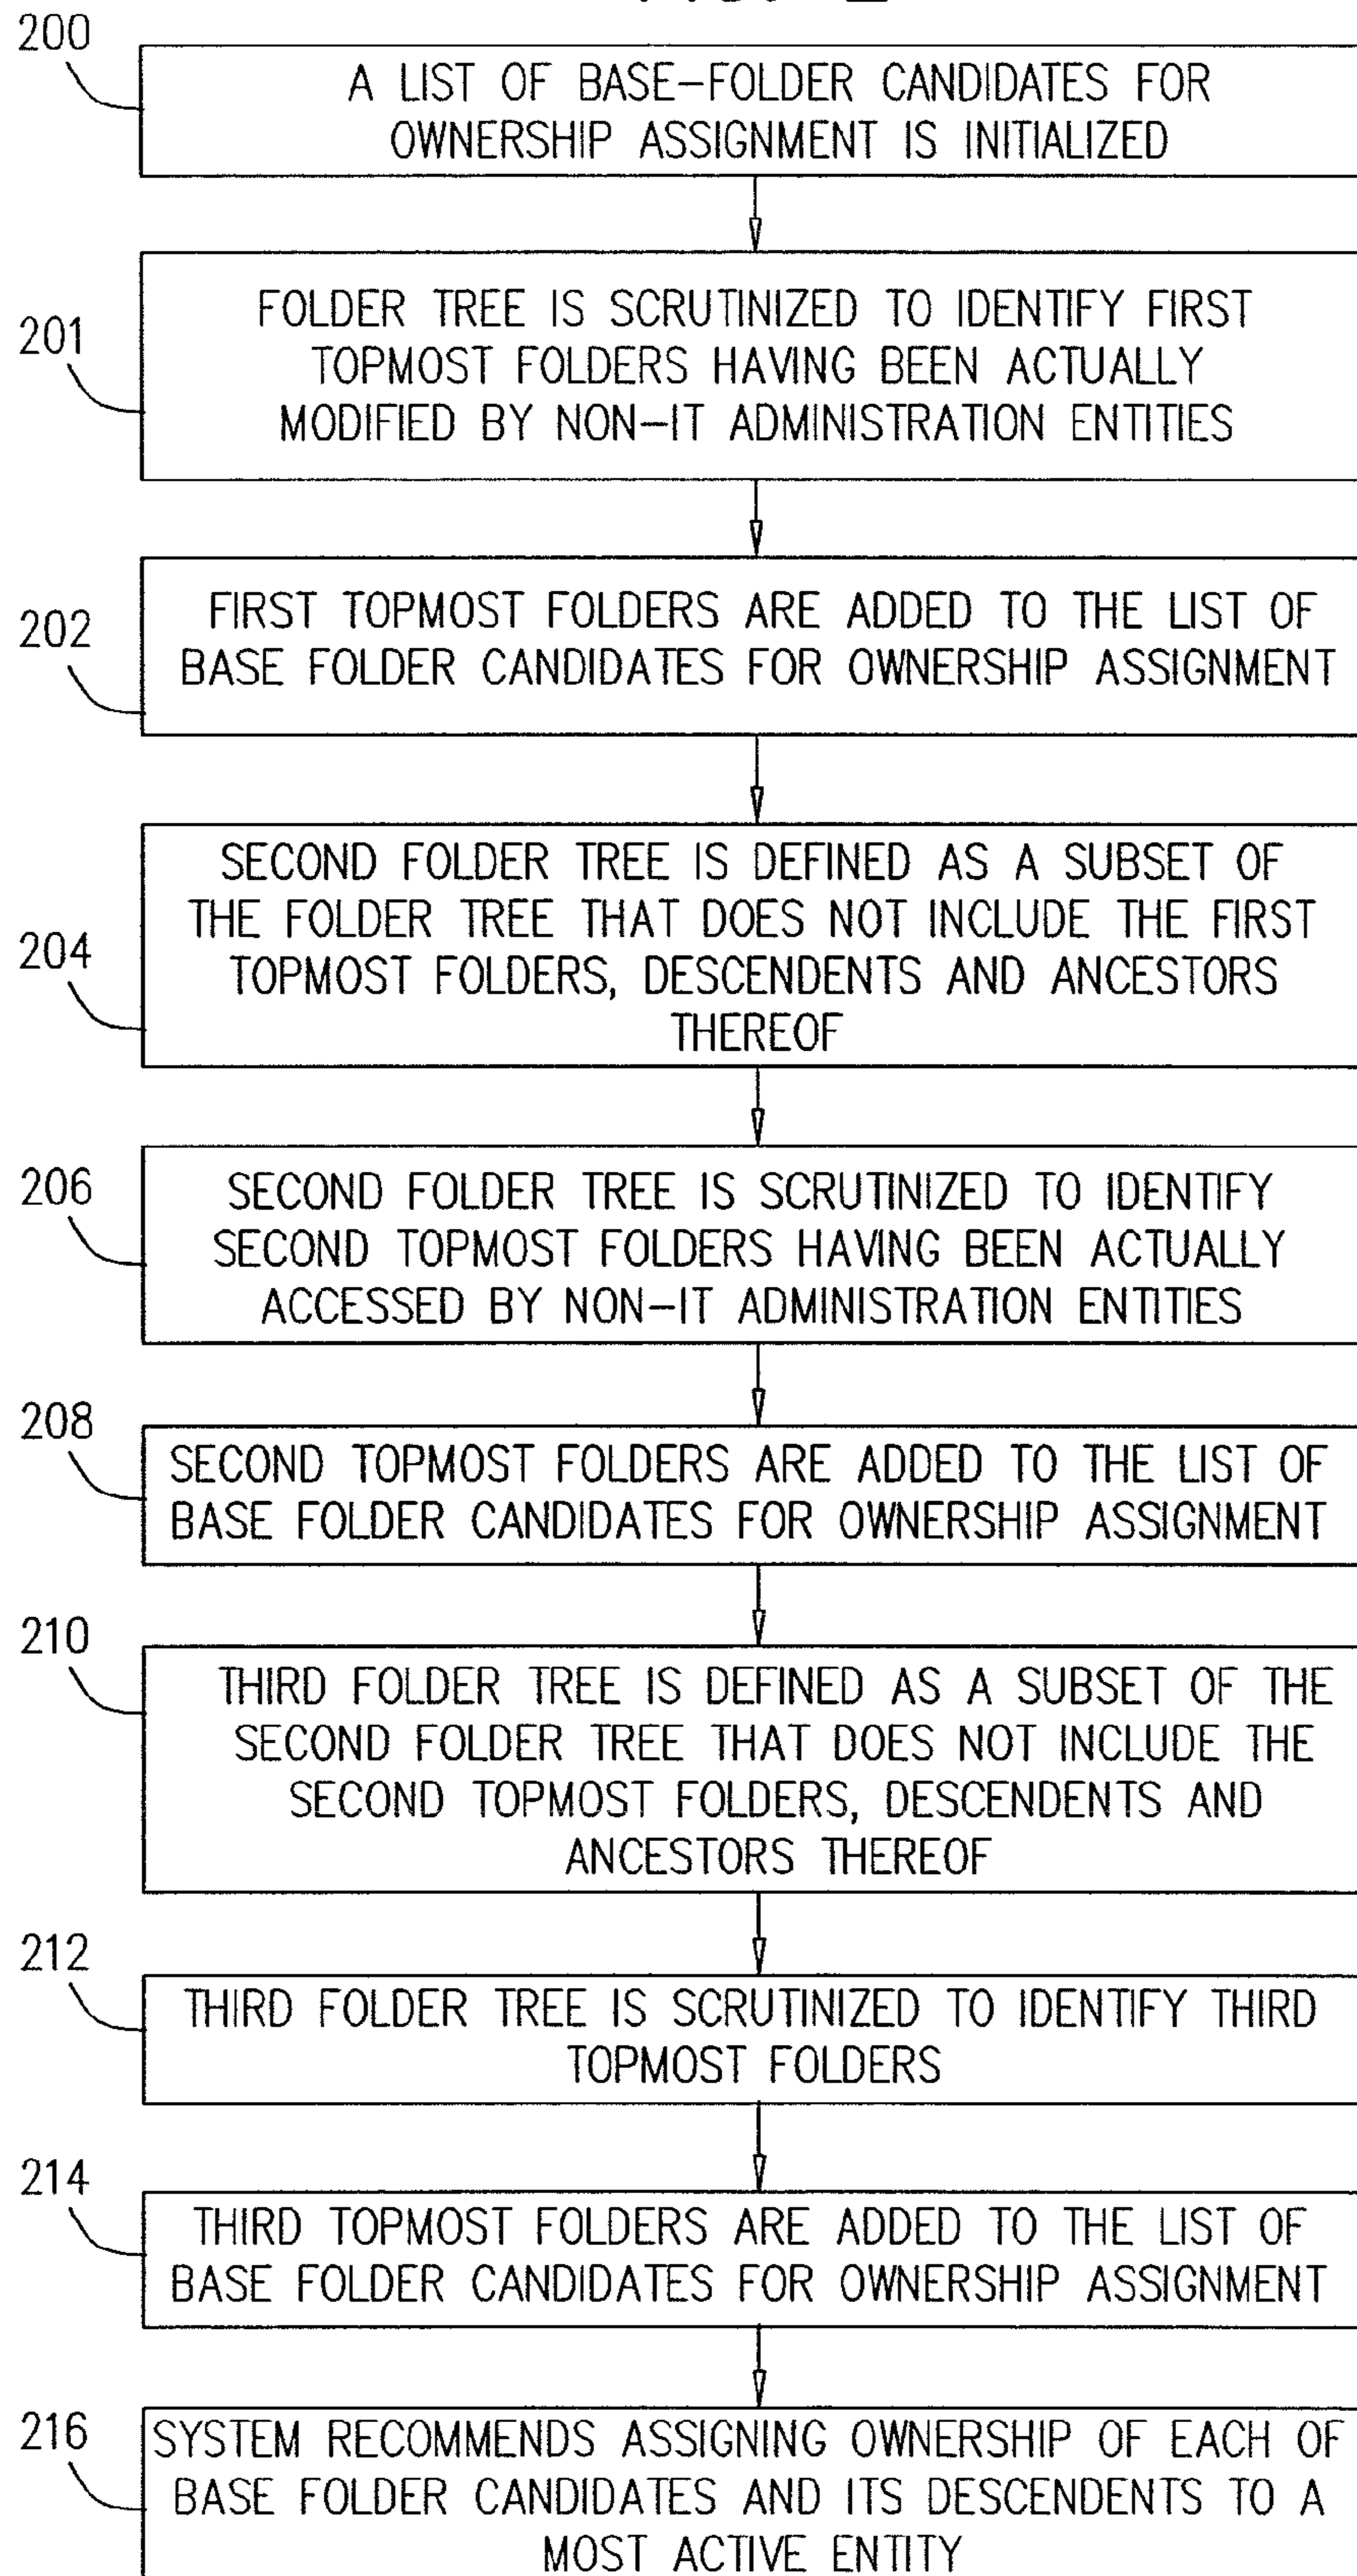 200
A LIST OF BASE-FOLDER CANDIDATES FOR
OWNERSHIP ASSIGNMENT IS INITIALIZED
201
FOLDER TREE IS SCRUTINIZED TO IDENTIFY FIRST
TOPMOST FOLDERS HAVING BEEN ACTUALLY
MODIFIED BY NON-IT ADMINISTRATION ENTITIES
202
FIRST TOPMOST FOLDERS ARE ADDED TO THE LIST OF
BASE FOLDER CANDIDATES FOR OWNERSHIP ASSIGNMENT
204
SECOND FOLDER TREE IS DEFINED AS A SUBSET OF
THE FOLDER TREE THAT DOES NOT INCLUDE THE FIRST
TOPMOST FOLDERS, DESCENDENTS AND ANCESTORS
THEREOF
206
SECOND FOLDER TREE IS SCRUTINIZED TO IDENTIFY
SECOND TOPMOST FOLDERS HAVING BEEN ACTUALLY
ACCESSED BY NON-IT ADMINISTRATION ENTITIES
208
SECOND TOPMOST FOLDERS ARE ADDED TO THE LIST OF
BASE FOLDER CANDIDATES FOR OWNERSHIP ASSIGNMENT
210
THIRD FOLDER TREE IS DEFINED AS A SUBSET OF THE
SECOND FOLDER TREE THAT DOES NOT INCLUDE THE
SECOND TOPMOST FOLDERS, DESCENDENTS AND
ANCESTORS THEREOF
212
THIRD FOLDER TREE IS SCRUTINIZED TO IDENTIFY THIRD
TOPMOST FOLDERS
214
THIRD TOPMOST FOLDERS ARE ADDED TO THE LIST OF
BASE FOLDER CANDIDATES FOR OWNERSHIP ASSIGNMENT
216
SYSTEM RECOMMENDS ASSIGNING OWNERSHIP OF EACH OF
BASE FOLDER CANDIDATES AND ITS DESCENDENTS TO A
MOST ACTIVE ENTITY